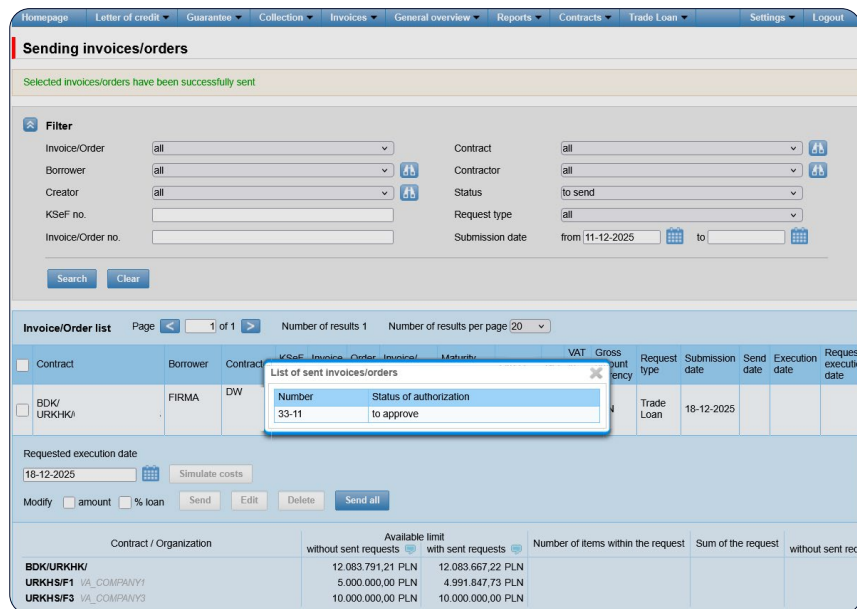 Homepage Letter of credit Guarantee Collection Invoices General overview Reports Contracts Trade Loan Settings Logout
Sending invoices/orders
Selected invoices/orders have been successfully sent
Filter
Invoice/Order all Contract all
Borrower all Contractor all
Creator all Status to send
KSeF no. Request type all
Invoice/Order no. Submission date from 11-12-2025 to
Search Clear
Invoice/Order list Page < 1 of 1 > Number of results 1 Number of results per page 20
Contract Borrower Contract KSeF Invoice Order Invoice/ Maturity VAT Gross
Request type Submission date Send date Execution date
List of sent invoices/orders
Number Status of authorization
33-11 to approve
BDK/ FIRMA DW Trade Loan 18-12-2025
URKHK/
Requested execution date
18-12-2025 Simulate costs
Modify amount % loan Send Edit Delete Send all
Contract / Organization Available limit Number of items within the request Sum of the request
without sent requests with sent requests
BDK/URKHK/ 12.083.791,21 PLN 12.083.667,22 PLN
URKHS/F1 VA_COMPANY1 5.000.000,00 PLN 4.991.847,73 PLN
URKHS/F3 VA_COMPANY3 10.000.000,00 PLN 10.000.000,00 PLN